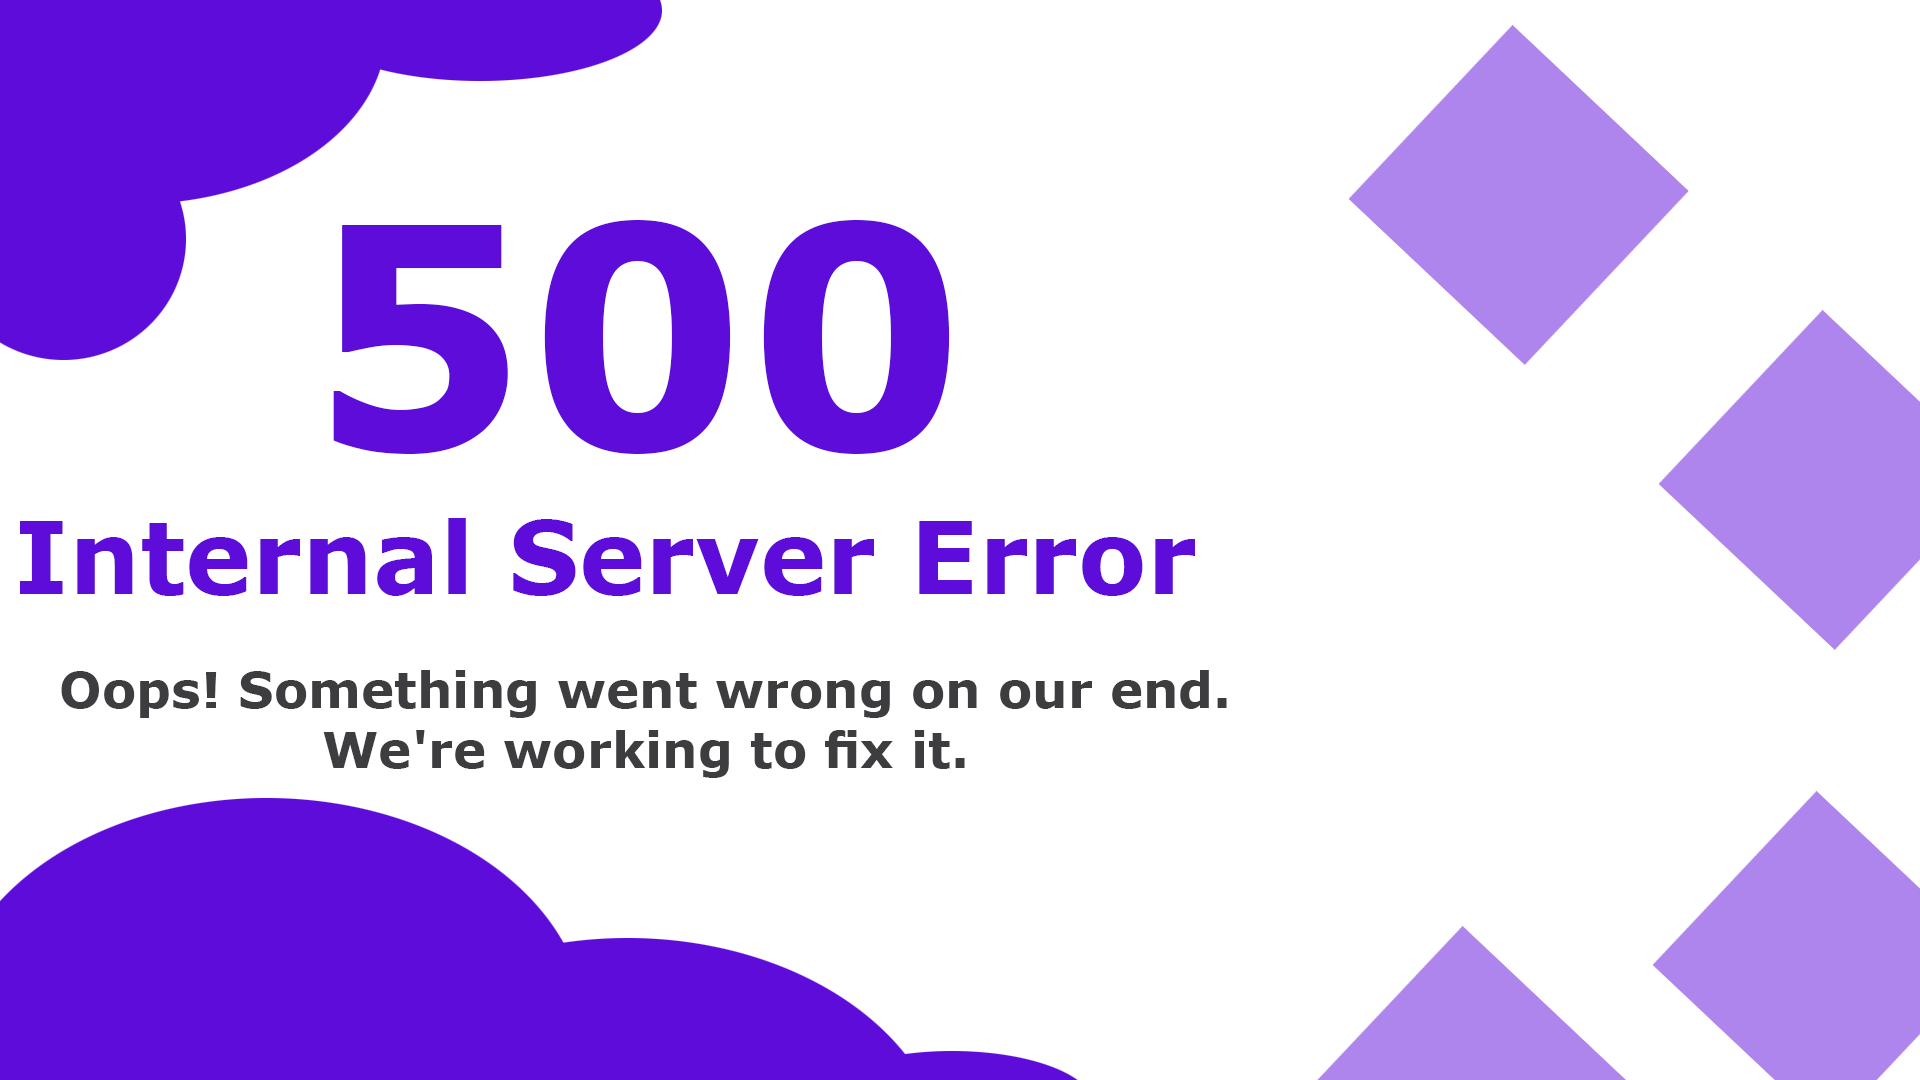 500
Internal Server Error
Oops! Something went wrong on our end.
We're working to fix it.